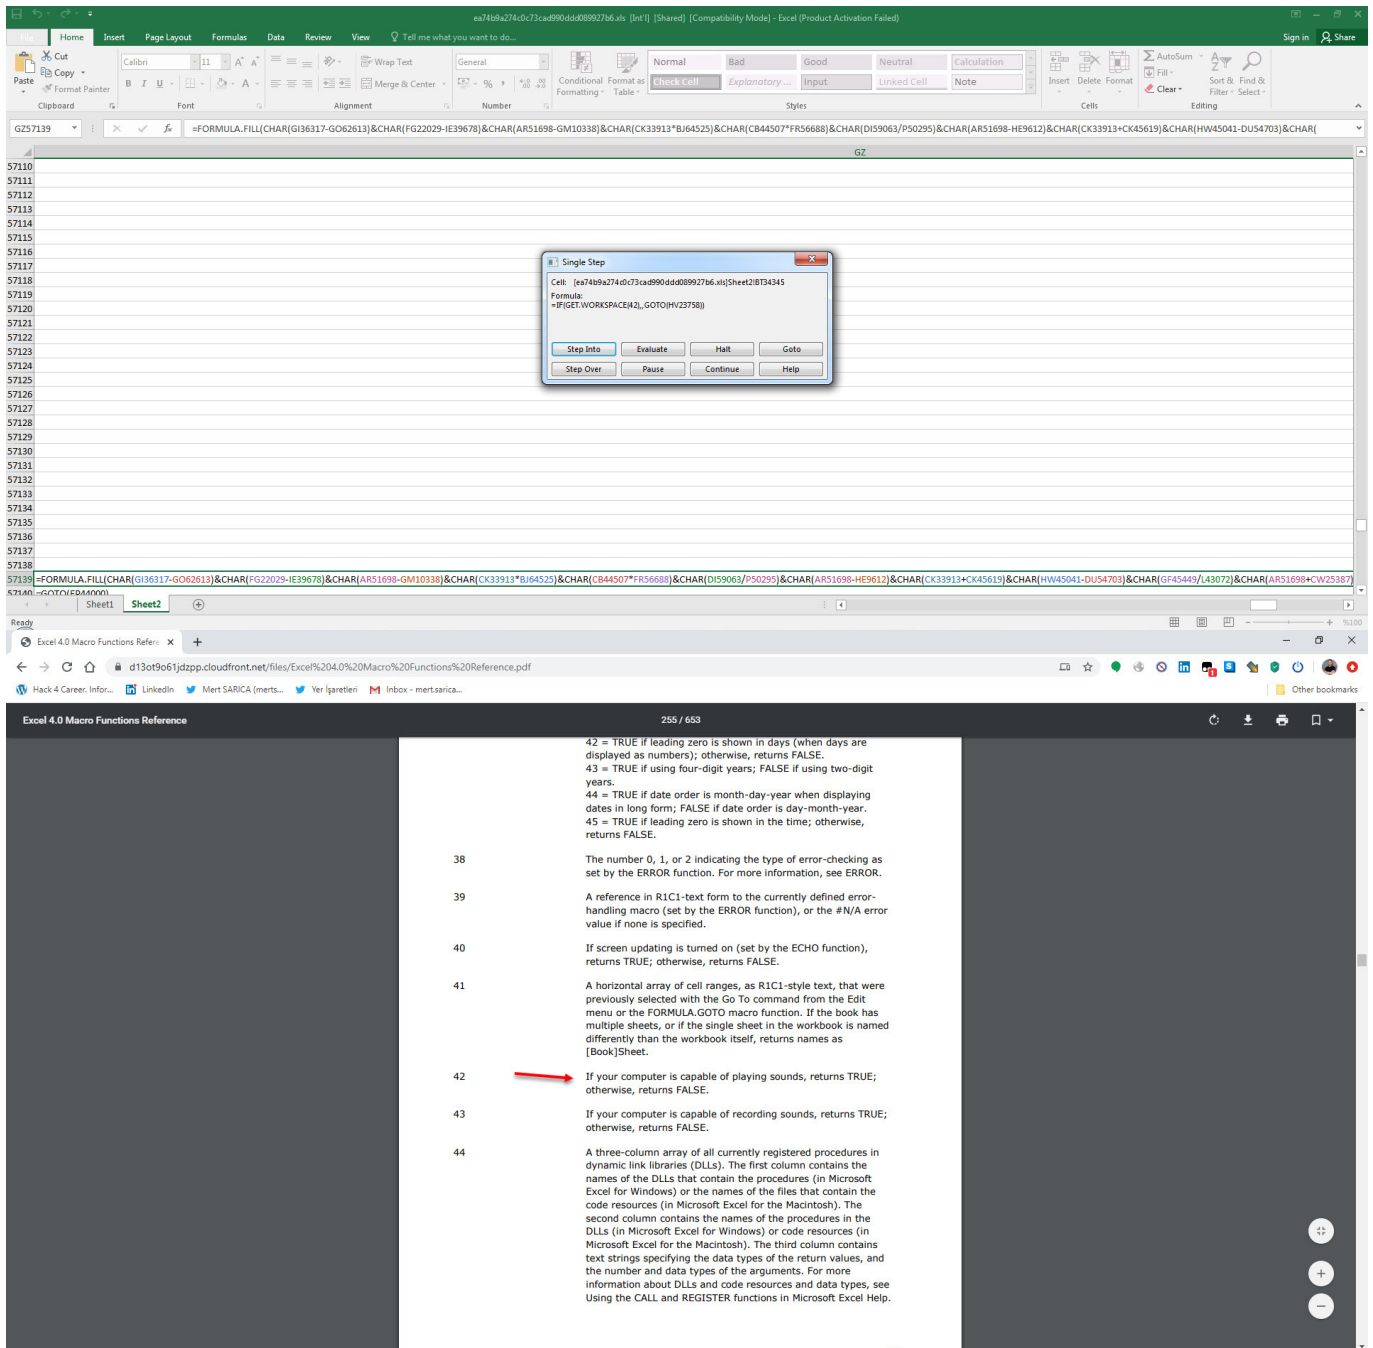 ea74b9a274c0c73cad990ddd089927b6.xls [Int'l] [Shared] [Compatibility Mode] - Excel (Product Activation Failed)
File Home Insert Page Layout Formulas Data Review View Tell me what you want to do... Sign in Share
Cut
Copy
Format Painter
Paste
Calibri 11
B I U
Wrap Text
Merge & Center
General
Conditional Formatting Format as Table
Normal Bad Good Neutral Calculation
Check Cell Explanatory ... Input Linked Cell Note
Insert Delete Format
AutoSum
Fill
Clear
Sort & Filter Find & Select
Clipboard Font Alignment Number Styles Cells Editing
GZ57139 fx =FORMULA.FILL(CHAR(GI36317-GO62613)&CHAR(FG22029-IE39678)&CHAR(AR51698-GM10338)&CHAR(CK33913*BJ64525)&CHAR(CB44507*FR56688)&CHAR(DI59063/P50295)&CHAR(AR51698-HE9612)&CHAR(CK33913+CK45619)&CHAR(HW45041-DU54703)&CHAR(
GZ
57110
57111
57112
57113
57114
57115
57116
57117
57118
57119
57120
57121
57122
57123
57124
57125
57126
57127
57128
57129
57130
57131
57132
57133
57134
57135
57136
57137
57138
57139 =FORMULA.FILL(CHAR(GI36317-GO62613)&CHAR(FG22029-IE39678)&CHAR(AR51698-GM10338)&CHAR(CK33913*BJ64525)&CHAR(CB44507*FR56688)&CHAR(DI59063/P50295)&CHAR(AR51698-HE9612)&CHAR(CK33913+CK45619)&CHAR(HW45041-DU54703)&CHAR(GF45449/L43072)&CHAR(AR51698+CW25387)
57140 =GOTO(EP44000)
Single Step
Cell: [ea74b9a274c0c73cad990ddd089927b6.xls]Sheet2!BT34345
Formula:
=IF(GET.WORKSPACE(42),,GOTO(HV23758))
Step Into Evaluate Halt Goto
Step Over Pause Continue Help
Sheet1 Sheet2
Ready %100
Excel 4.0 Macro Functions Refere
d13ot9o61jdzpp.cloudfront.net/files/Excel%204.0%20Macro%20Functions%20Reference.pdf
Hack 4 Career. Infor... LinkedIn Mert SARICA (merts... Yer İşaretleri Inbox - mert.sarica... Other bookmarks
Excel 4.0 Macro Functions Reference 255 / 653
42 = TRUE if leading zero is shown in days (when days are
displayed as numbers); otherwise, returns FALSE.
43 = TRUE if using four-digit years; FALSE if using two-digit
years.
44 = TRUE if date order is month-day-year when displaying
dates in long form; FALSE if date order is day-month-year.
45 = TRUE if leading zero is shown in the time; otherwise,
returns FALSE.
38 The number 0, 1, or 2 indicating the type of error-checking as
set by the ERROR function. For more information, see ERROR.
39 A reference in R1C1-text form to the currently defined error-
handling macro (set by the ERROR function), or the #N/A error
value if none is specified.
40 If screen updating is turned on (set by the ECHO function),
returns TRUE; otherwise, returns FALSE.
41 A horizontal array of cell ranges, as R1C1-style text, that were
previously selected with the Go To command from the Edit
menu or the FORMULA.GOTO macro function. If the book has
multiple sheets, or if the single sheet in the workbook is named
differently than the workbook itself, returns names as
[Book]Sheet.
42 If your computer is capable of playing sounds, returns TRUE;
otherwise, returns FALSE.
43 If your computer is capable of recording sounds, returns TRUE;
otherwise, returns FALSE.
44 A three-column array of all currently registered procedures in
dynamic link libraries (DLLs). The first column contains the
names of the DLLs that contain the procedures (in Microsoft
Excel for Windows) or the names of the files that contain the
code resources (in Microsoft Excel for the Macintosh). The
second column contains the names of the procedures in the
DLLs (in Microsoft Excel for Windows) or code resources (in
Microsoft Excel for the Macintosh). The third column contains
text strings specifying the data types of the return values, and
the number and data types of the arguments. For more
information about DLLs and code resources and data types, see
Using the CALL and REGISTER functions in Microsoft Excel Help.